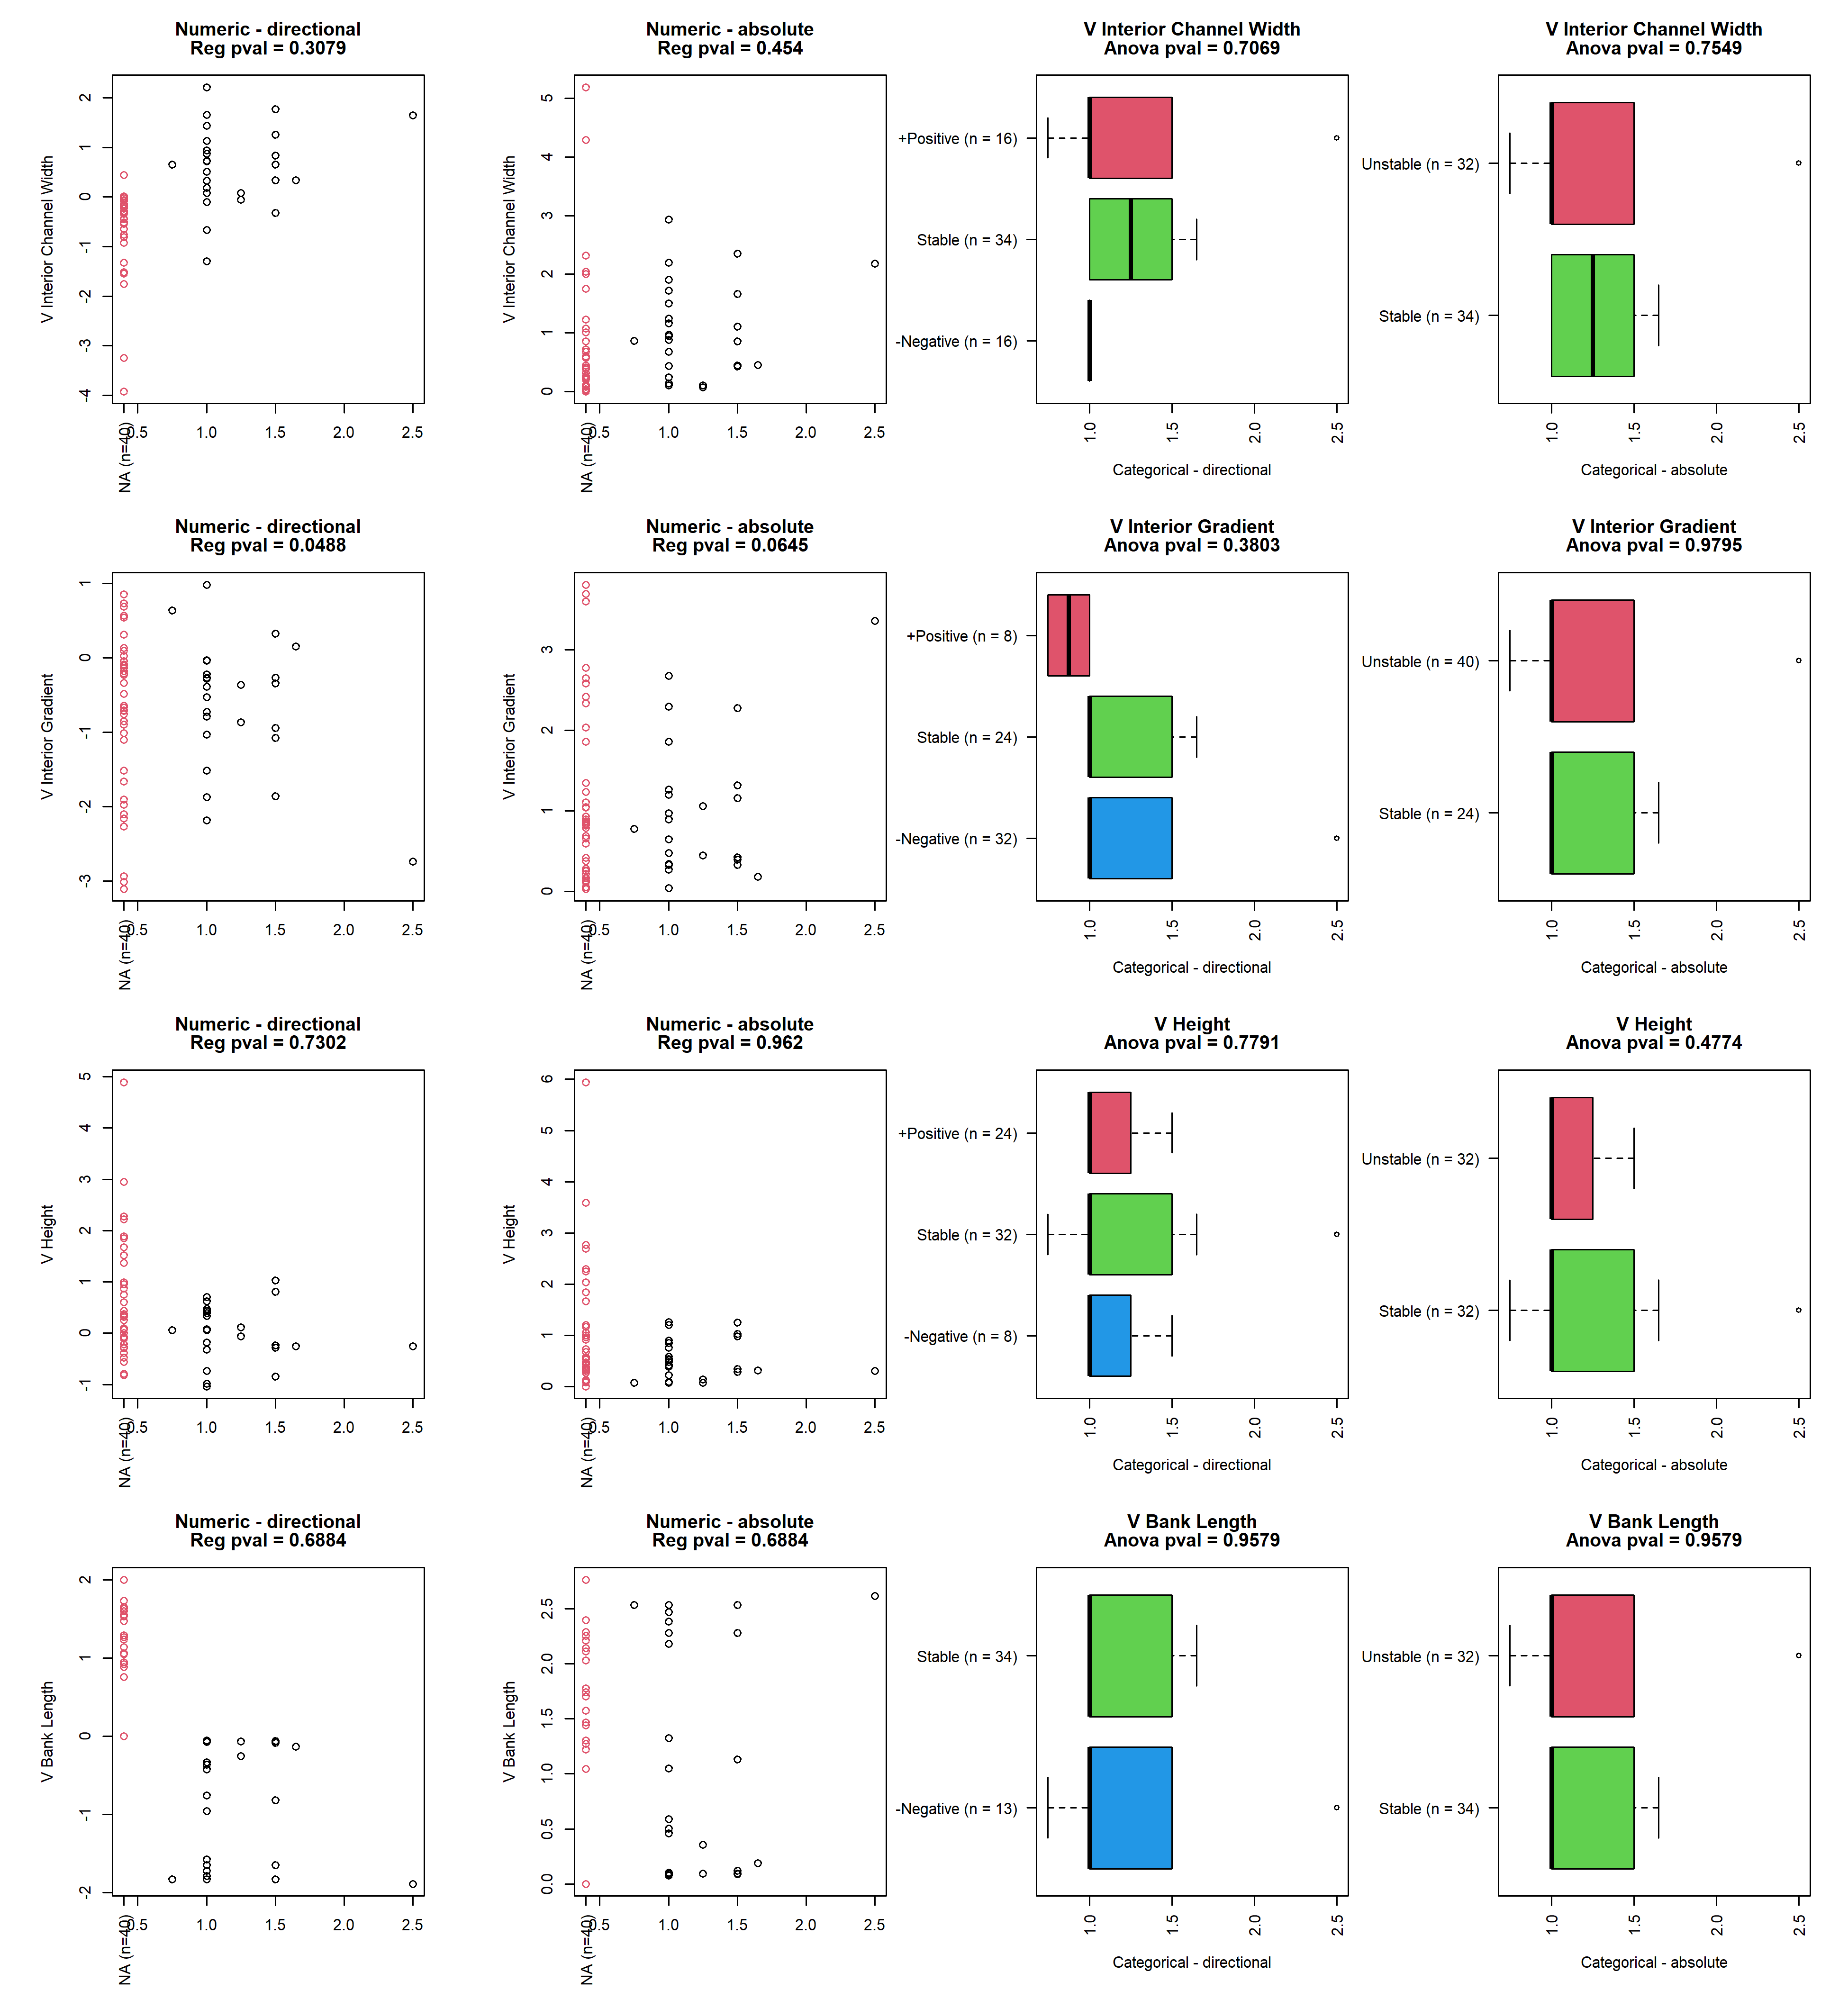 Numeric - directional
Reg pval = 0.3079
V Interior Channel Width
2
1
0
-1
-2
-3
-4
NA (n=40)
0.5
1.0
1.5
2.0
2.5
Numeric - absolute
Reg pval = 0.454
V Interior Channel Width
5
4
3
2
1
0
NA (n=40)
0.5
1.0
1.5
2.0
2.5
V Interior Channel Width
Anova pval = 0.7069
+Positive (n = 16)
Stable (n = 34)
-Negative (n = 16)
1.0
1.5
2.0
2.5
Categorical - directional
V Interior Channel Width
Anova pval = 0.7549
Unstable (n = 32)
Stable (n = 34)
1.0
1.5
2.0
2.5
Categorical - absolute
Numeric - directional
Reg pval = 0.0488
V Interior Gradient
1
0
-1
-2
-3
NA (n=40)
0.5
1.0
1.5
2.0
2.5
Numeric - absolute
Reg pval = 0.0645
V Interior Gradient
3
2
1
0
NA (n=40)
0.5
1.0
1.5
2.0
2.5
V Interior Gradient
Anova pval = 0.3803
+Positive (n = 8)
Stable (n = 24)
-Negative (n = 32)
1.0
1.5
2.0
2.5
Categorical - directional
V Interior Gradient
Anova pval = 0.9795
Unstable (n = 40)
Stable (n = 24)
1.0
1.5
2.0
2.5
Categorical - absolute
Numeric - directional
Reg pval = 0.7302
V Height
5
4
3
2
1
0
-1
NA (n=40)
0.5
1.0
1.5
2.0
2.5
Numeric - absolute
Reg pval = 0.962
V Height
6
5
4
3
2
1
0
NA (n=40)
0.5
1.0
1.5
2.0
2.5
V Height
Anova pval = 0.7791
+Positive (n = 24)
Stable (n = 32)
-Negative (n = 8)
1.0
1.5
2.0
2.5
Categorical - directional
V Height
Anova pval = 0.4774
Unstable (n = 32)
Stable (n = 32)
1.0
1.5
2.0
2.5
Categorical - absolute
Numeric - directional
Reg pval = 0.6884
V Bank Length
2
1
0
-1
-2
NA (n=40)
0.5
1.0
1.5
2.0
2.5
Numeric - absolute
Reg pval = 0.6884
V Bank Length
2.5
2.0
1.5
1.0
0.5
0.0
NA (n=40)
0.5
1.0
1.5
2.0
2.5
V Bank Length
Anova pval = 0.9579
Stable (n = 34)
-Negative (n = 13)
1.0
1.5
2.0
2.5
Categorical - directional
V Bank Length
Anova pval = 0.9579
Unstable (n = 32)
Stable (n = 34)
1.0
1.5
2.0
2.5
Categorical - absolute